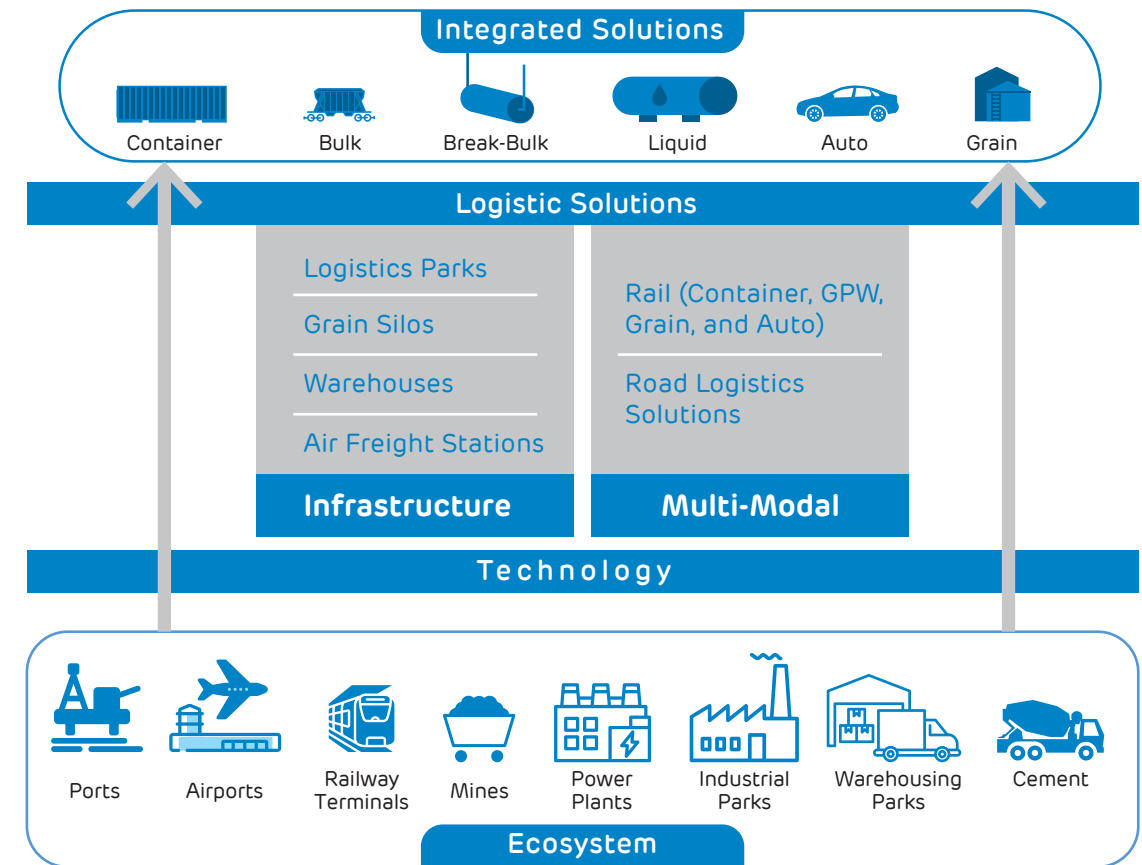 Integrated Solutions
Container
Bulk
Break-Bulk
Liquid
Auto
Grain
Logistic Solutions
Logistics Parks
Grain Silos
Warehouses
Air Freight Stations
Infrastructure
Rail (Container, GPW,
Grain, and Auto)
Road Logistics
Solutions
Multi-Modal
Technology
Ports
Airports
Railway
Terminals
Mines
Power
Plants
Industrial
Parks
Warehousing
Parks
Cement
Ecosystem